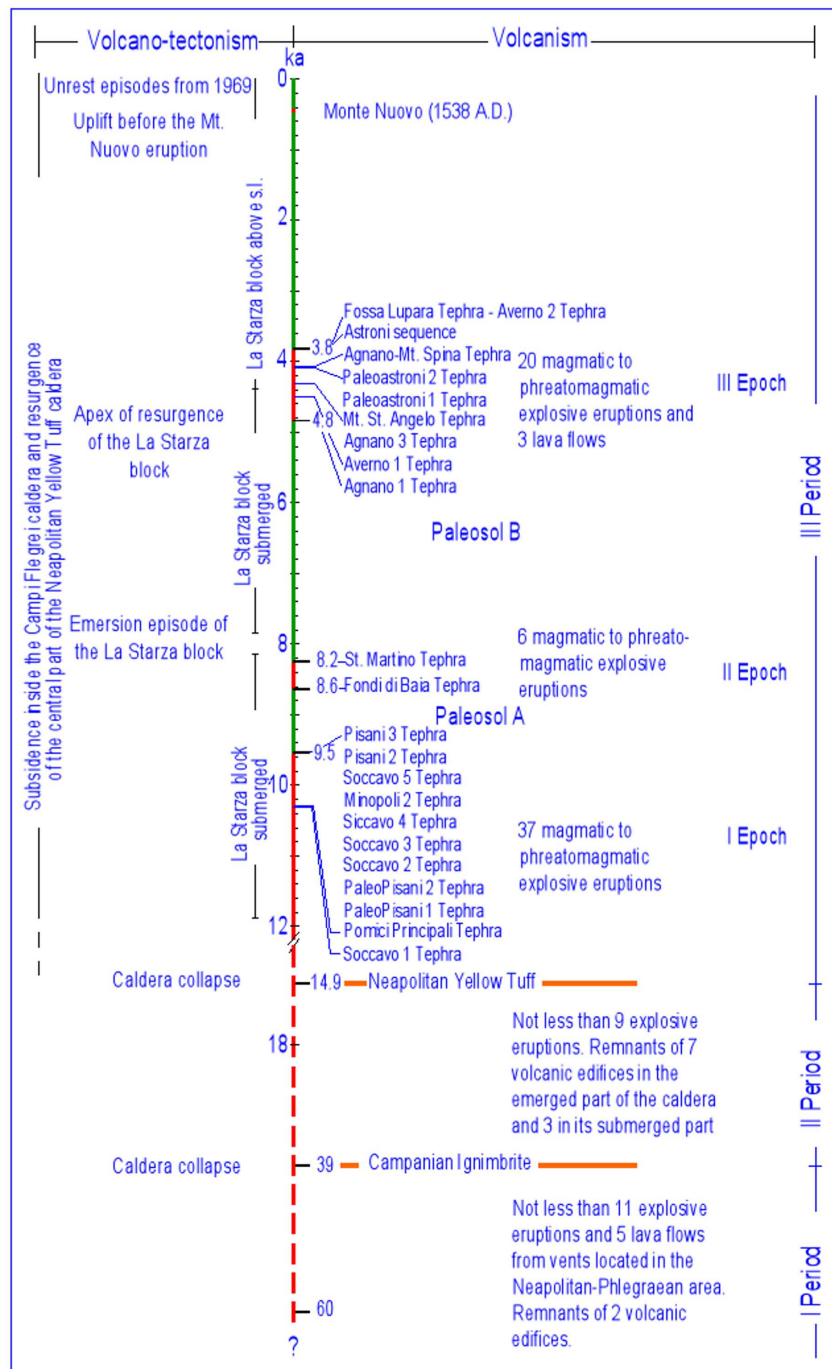 Volcano-tectonism
Volcanism
ka
0
Unrest episodes from 1969
Uplift before the Mt.
Nuovo eruption
Monte Nuovo (1538 A.D.)
La Starza block above s.l.
2
Fossa Lupara Tephra - Averno 2 Tephra
Astroni sequence
3.8
4
Agnano-Mt. Spina Tephra
Paleoastroni 2 Tephra
Paleoastroni 1 Tephra
Mt. St. Angelo Tephra
4.8
Agnano 3 Tephra
Averno 1 Tephra
Agnano 1 Tephra
20 magmatic to
phreatomagmatic
explosive eruptions and
3 lava flows
III Epoch
III Period
Apex of resurgence
of the La Starza
block
Subsidence inside the Campi Flegrei caldera and resurgence
of the central part of the Neapolitan Yellow Tuff caldera
La Starza block
submerged
6
Paleosol B
Emersion episode of
the La Starza block
8
8.2
St. Martino Tephra
8.6
Fondi di Baia Tephra
6 magmatic to phreato-
magmatic explosive
eruptions
II Epoch
Paleosol A
La Starza block
submerged
9.5
10
Pisani 3 Tephra
Pisani 2 Tephra
Soccavo 5 Tephra
Minopoli 2 Tephra
Siccavo 4 Tephra
Soccavo 3 Tephra
Soccavo 2 Tephra
PaleoPisani 2 Tephra
PaleoPisani 1 Tephra
Pomici Principali Tephra
Soccavo 1 Tephra
37 magmatic to
phreatomagmatic
explosive eruptions
I Epoch
12
Caldera collapse
14.9
Neapolitan Yellow Tuff
18
Not less than 9 explosive
eruptions. Remnants of 7
volcanic edifices in the
emerged part of the caldera
and 3 in its submerged part
II Period
Caldera collapse
39
Campanian Ignimbrite
Not less than 11 explosive
eruptions and 5 lava flows
from vents located in the
Neapolitan-Phlegraean area.
Remnants of 2 volcanic
edifices.
I Period
60
?